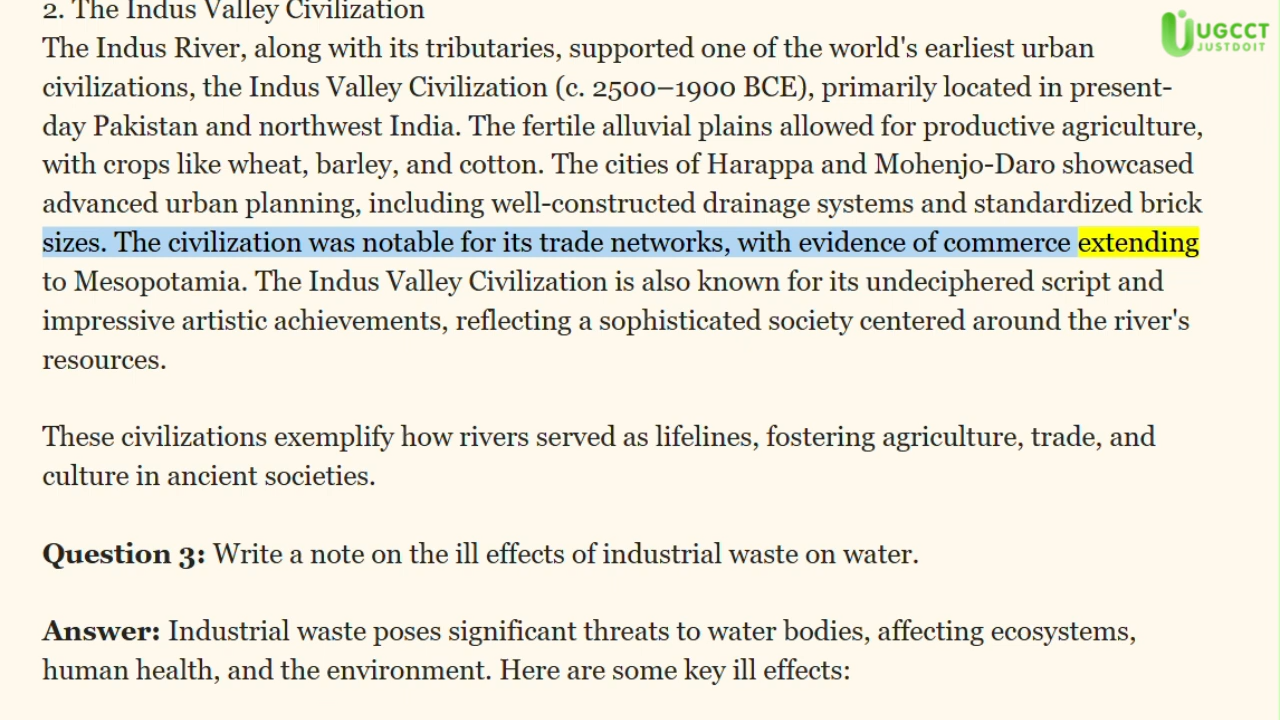 2. The Indus Valley Civilization
UGCCT
JUSTDOIT
The Indus River, along with its tributaries, supported one of the world's earliest urban
civilizations, the Indus Valley Civilization (c. 2500–1900 BCE), primarily located in present-
day Pakistan and northwest India. The fertile alluvial plains allowed for productive agriculture,
with crops like wheat, barley, and cotton. The cities of Harappa and Mohenjo-Daro showcased
advanced urban planning, including well-constructed drainage systems and standardized brick
sizes. The civilization was notable for its trade networks, with evidence of commerce extending
to Mesopotamia. The Indus Valley Civilization is also known for its undeciphered script and
impressive artistic achievements, reflecting a sophisticated society centered around the river's
resources.
These civilizations exemplify how rivers served as lifelines, fostering agriculture, trade, and
culture in ancient societies.
Question 3: Write a note on the ill effects of industrial waste on water.
Answer: Industrial waste poses significant threats to water bodies, affecting ecosystems,
human health, and the environment. Here are some key ill effects: